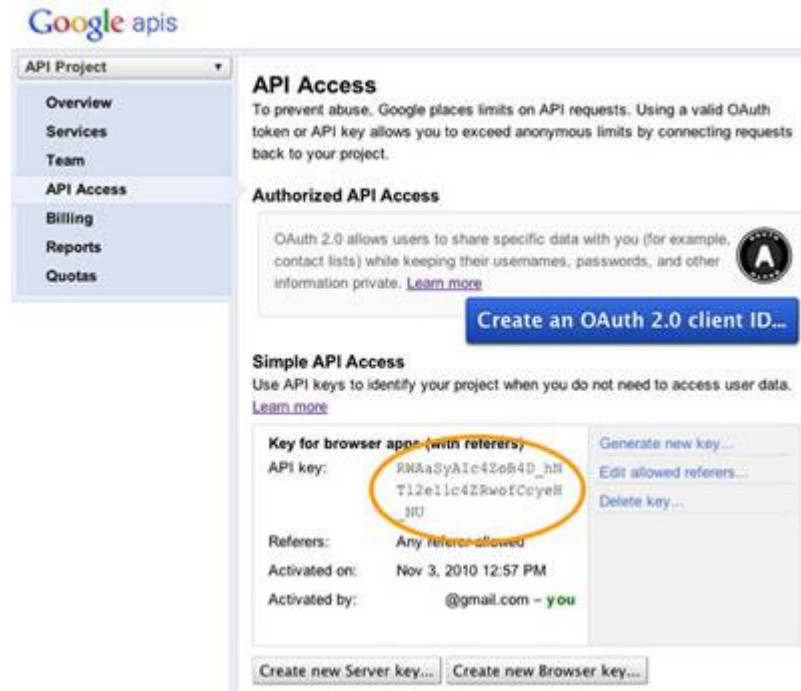 Google apis
API Project
Overview
Services
Team
API Access
Billing
Reports
Quotas
API Access
To prevent abuse, Google places limits on API requests. Using a valid OAuth
token or API key allows you to exceed anonymous limits by connecting requests
back to your project.
Authorized API Access
OAuth 2.0 allows users to share specific data with you (for example,
contact lists) while keeping their usernames, passwords, and other
information private. Learn more
A
Create an OAuth 2.0 client ID...
Simple API Access
Use API keys to identify your project when you do not need to access user data.
Learn more
Key for browser apps (with referers)
API key:
Referers: Any referer allowed
Activated on: Nov 3, 2010 12:57 PM
Activated by: @gmail.com – you
Generate new key...
Edit allowed referers...
Delete key...
Create new Server key... Create new Browser key...